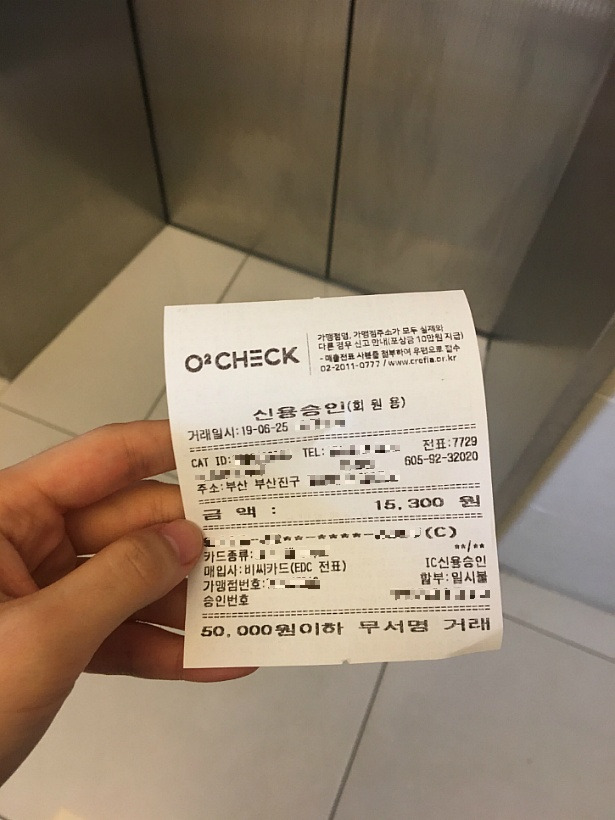 O² CHECK
가맹점명, 가맹점주소가 모두 실제와
다른 경우 신고 안내(포상금 10만원 지급)
- 매출전표 사본을 첨부하여 우편으로 접수
02-2011-0777 / www.crefia.or.kr
신용승인(회원용)
거래일시:19-06-25
CAT ID: TEL: 전표:7729
605-92-32020
주소:부산 부산진구
금 액 : 15,300 원
**-****- (C)
카드종류: **/**
매입사:비씨카드(EDC 전표) IC신용승인
가맹점번호: 할부:일시불
승인번호
50,000원이하 무서명 거래